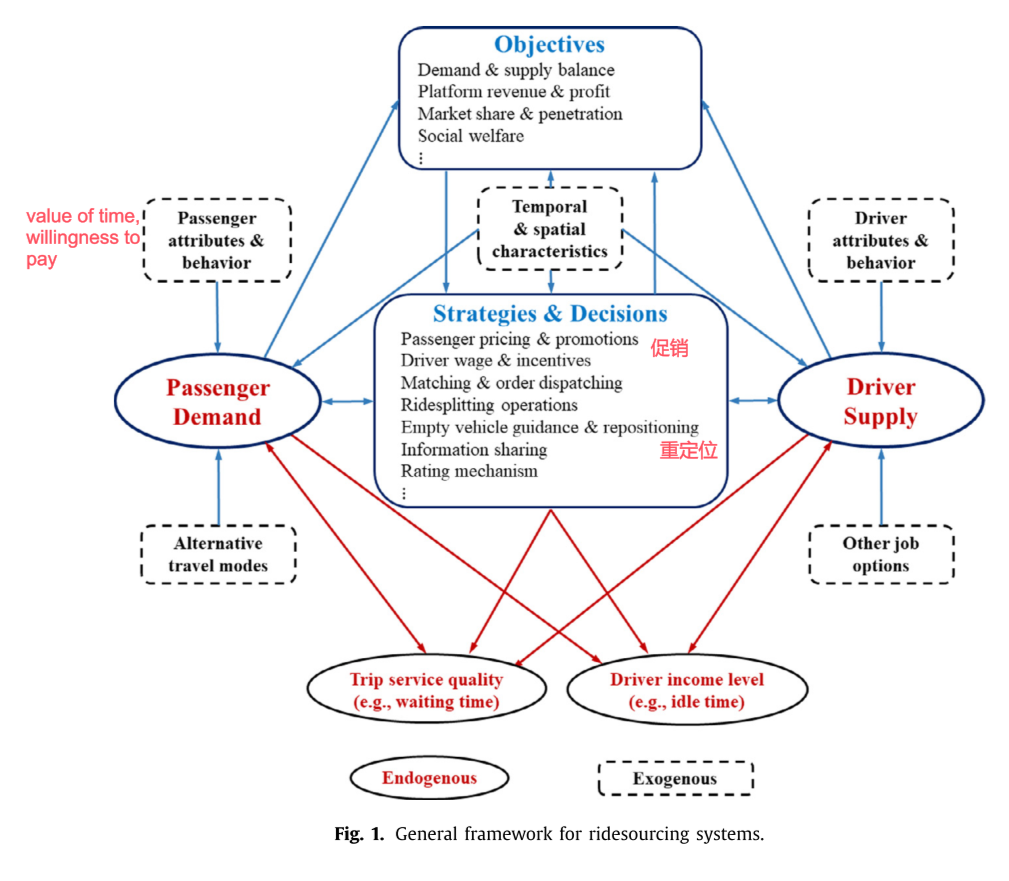 Objectives
Demand & supply balance
Platform revenue & profit
Market share & penetration
Social welfare
⋮
value of time,
willingness to
pay
Passenger
attributes &
behavior
Temporal
& spatial
characteristics
Driver
attributes &
behavior
Strategies & Decisions
Passenger pricing & promotions
促销
Driver wage & incentives
Matching & order dispatching
Ridesplitting operations
Empty vehicle guidance & repositioning
重定位
Information sharing
Rating mechanism
⋮
Passenger
Demand
Driver
Supply
Alternative
travel modes
Other job
options
Trip service quality
(e.g., waiting time)
Driver income level
(e.g., idle time)
Endogenous
Exogenous
Fig. 1. General framework for ridesourcing systems.